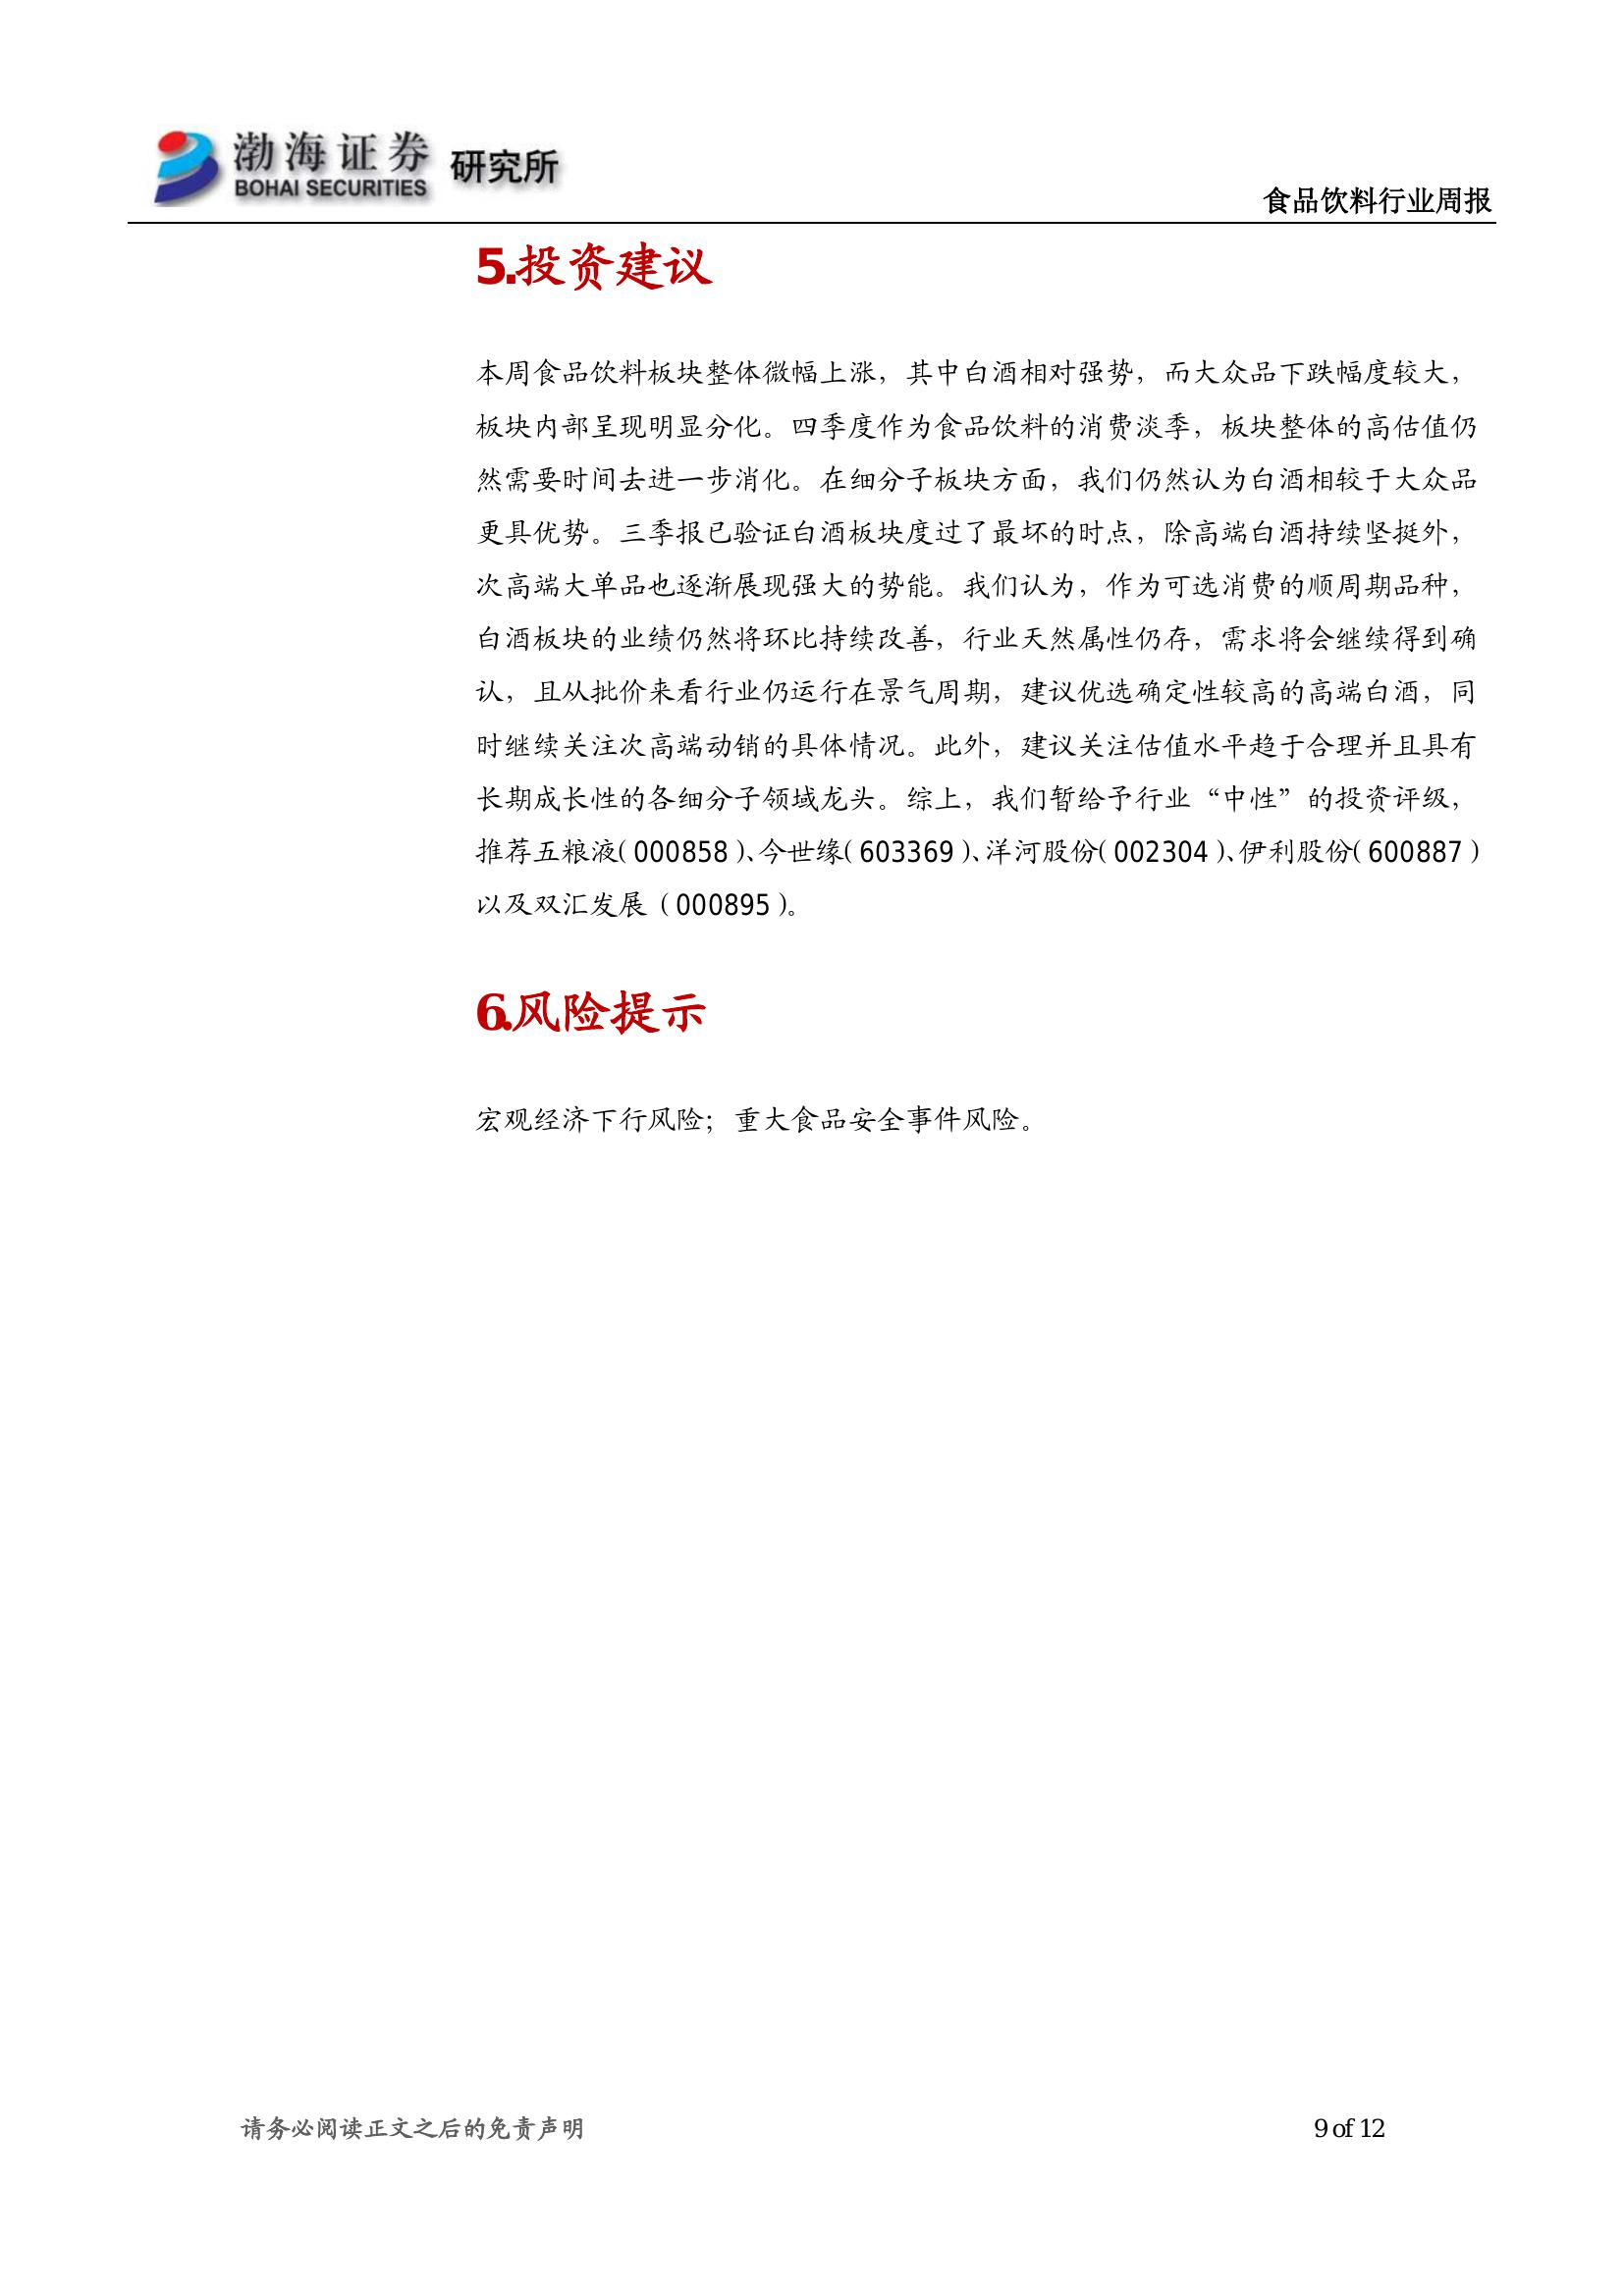 渤海证券 研究所
BOHAI SECURITIES
食品饮料行业周报
5.投资建议
本周食品饮料板块整体微幅上涨，其中白酒相对强势，而大众品下跌幅度较大，
板块内部呈现明显分化。四季度作为食品饮料的消费淡季，板块整体的高估值仍
然需要时间去进一步消化。在细分子板块方面，我们仍然认为白酒相较于大众品
更具优势。三季报已验证白酒板块度过了最坏的时点，除高端白酒持续坚挺外，
次高端大单品也逐渐展现强大的势能。我们认为，作为可选消费的顺周期品种，
白酒板块的业绩仍然将环比持续改善，行业天然属性仍存，需求将会继续得到确
认，且从批价来看行业仍运行在景气周期，建议优选确定性较高的高端白酒，同
时继续关注次高端动销的具体情况。此外，建议关注估值水平趋于合理并且具有
长期成长性的各细分子领域龙头。综上，我们暂给予行业“中性”的投资评级，
推荐五粮液（000858）、今世缘（603369）、洋河股份（002304）、伊利股份（600887）
以及双汇发展（000895）。
6.风险提示
宏观经济下行风险；重大食品安全事件风险。
请务必阅读正文之后的免责声明
9 of 12